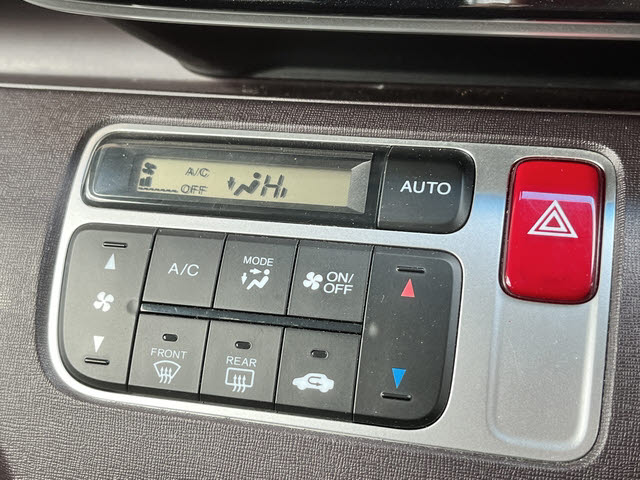 A/C
OFF
Hi
AUTO
A/C
MODE
ON/
OFF
FRONT
REAR